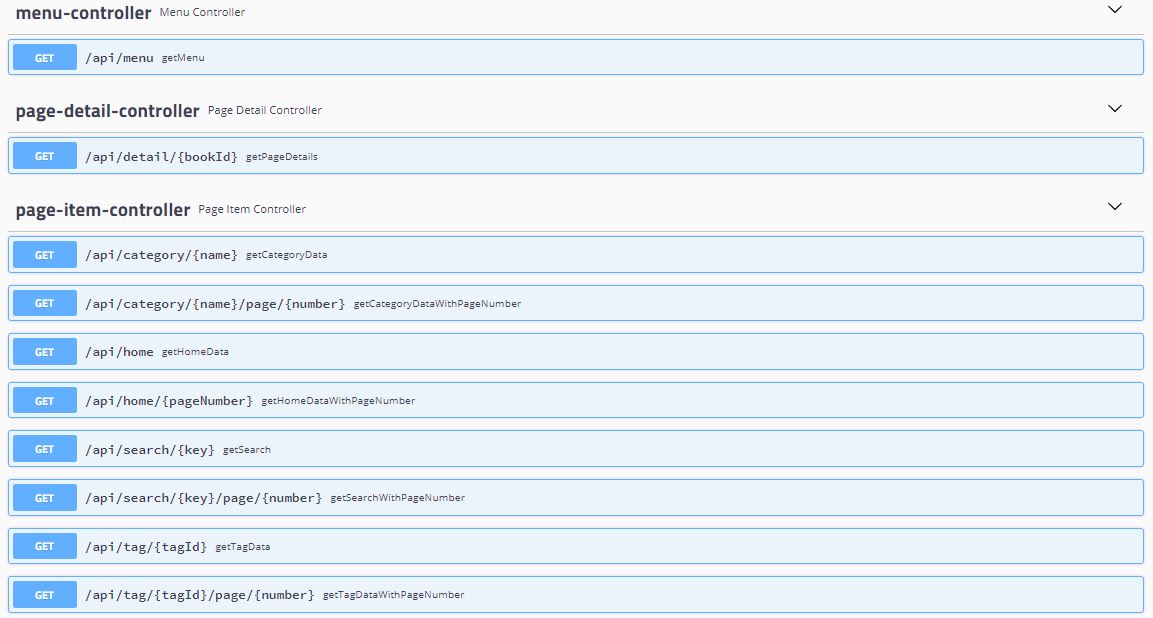 menu-controller Menu Controller
GET /api/menu getMenu
page-detail-controller Page Detail Controller
GET /api/detail/{bookId} getPageDetails
page-item-controller Page Item Controller
GET /api/category/{name} getCategoryData
GET /api/category/{name}/page/{number} getCategoryDataWithPageNumber
GET /api/home getHomeData
GET /api/home/{pageNumber} getHomeDataWithPageNumber
GET /api/search/{key} getSearch
GET /api/search/{key}/page/{number} getSearchWithPageNumber
GET /api/tag/{tagId} getTagData
GET /api/tag/{tagId}/page/{number} getTagDataWithPageNumber